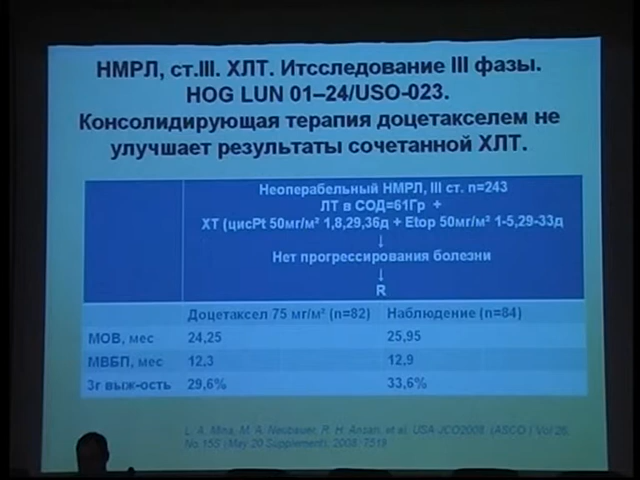 НМРЛ, ст.III. ХЛТ. Итсследование III фазы.
HOG LUN 01–24/USO-023.
Консолидирующая терапия доцетакселем не
улучшает результаты сочетанной ХЛТ.
Неоперабельный НМРЛ, III ст. n=243
ЛТ в СОД=61Гр +
ХТ (цисPt 50мг/м² 1,8,29,36д + Etop 50мг/м² 1-5,29-33д
↓
Нет прогрессирования болезни
↓
R
Доцетаксел 75 мг/м² (n=82) Наблюдение (n=84)
МОВ, мес 24,25 25,95
МВБП, мес 12,3 12,9
3г выж-ость 29,6% 33,6%
L. A. Mina, M. A. Neubauer, R. H. Ansari, et al. USA JCO2008 (ASCO ) Vol 26,
No 15S (May 20 Supplement), 2008: 7519